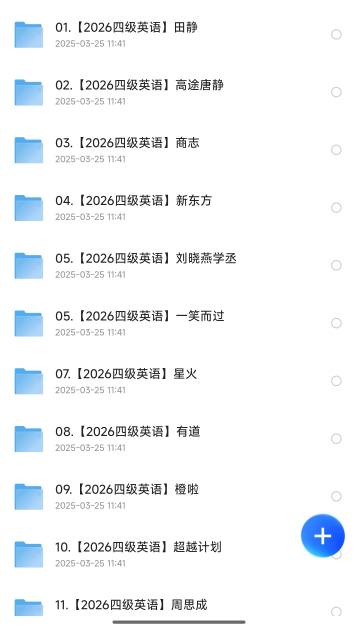 01.【2026四级英语】田静
2025-03-25 11:41
02.【2026四级英语】高途唐静
2025-03-25 11:41
03.【2026四级英语】商志
2025-03-25 11:41
04.【2026四级英语】新东方
2025-03-25 11:41
05.【2026四级英语】刘晓燕学丞
2025-03-25 11:41
05.【2026四级英语】一笑而过
2025-03-25 11:41
07.【2026四级英语】星火
2025-03-25 11:41
08.【2026四级英语】有道
2025-03-25 11:41
09.【2026四级英语】橙啦
2025-03-25 11:41
10.【2026四级英语】超越计划
2025-03-25 11:41
11.【2026四级英语】周思成